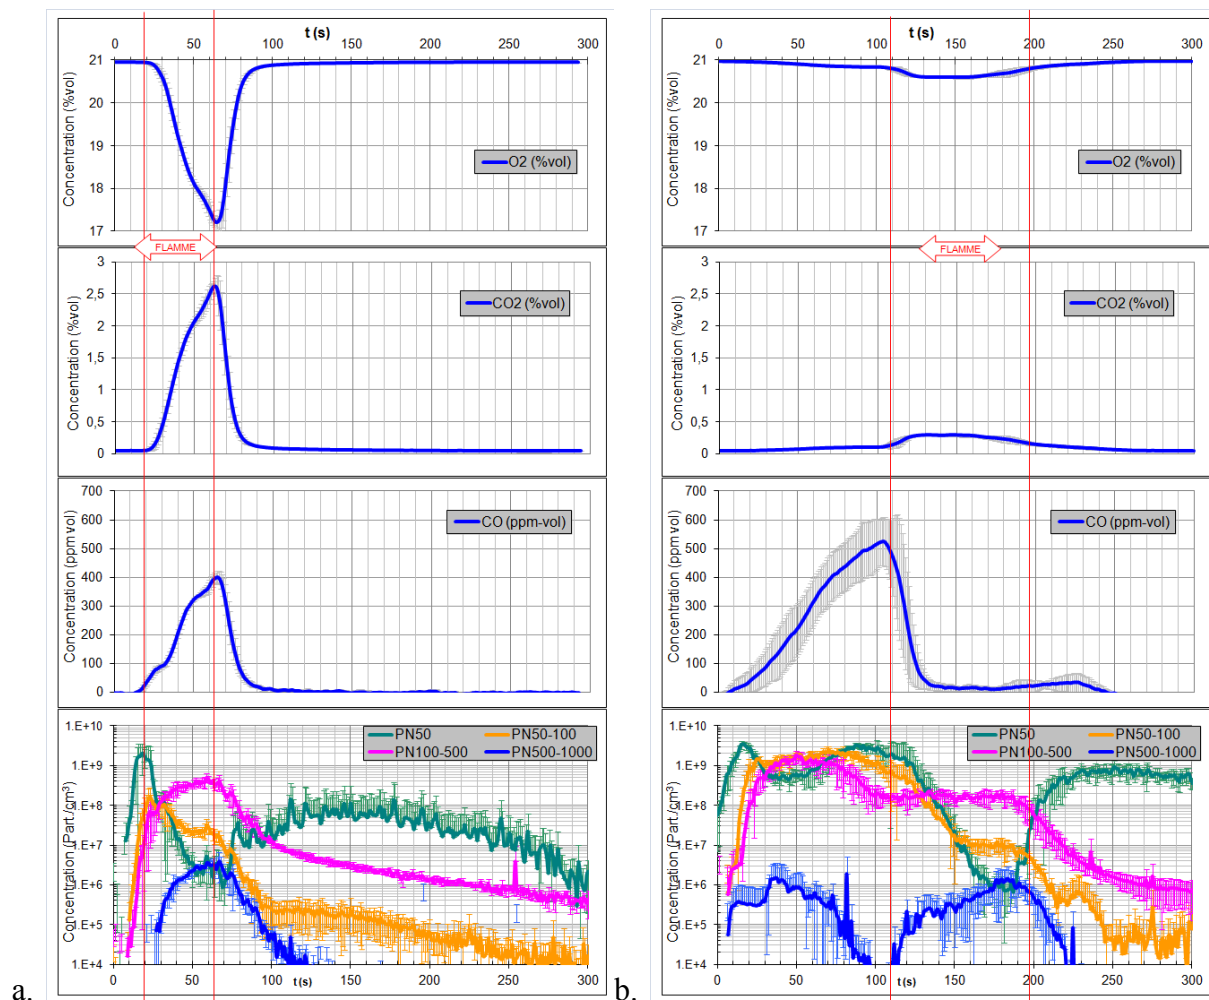 t (s)
0 50 100 150 200 250 300
21
20
19
18
17
Concentration (%vol)
O2 (%vol)
FLAMME
3
2,5
2
1,5
1
0,5
0
Concentration (%vol)
CO2 (%vol)
700
600
500
400
300
200
100
0
Concentration (ppm vol)
CO (ppm-vol)
1.E+10
1.E+9
1.E+8
1.E+7
1.E+6
1.E+5
1.E+4
Concentration (Part./cm³)
PN50 PN50-100
PN100-500 PN500-1000
0 50 100 150 200 250 300
t (s)
a.
t (s)
0 50 100 150 200 250 300
21
20
19
18
17
Concentration (%vol)
O2 (%vol)
FLAMME
3
2,5
2
1,5
1
0,5
0
Concentration (%vol)
CO2 (%vol)
700
600
500
400
300
200
100
0
Concentration (ppm vol)
CO (ppm-vol)
1.E+10
1.E+9
1.E+8
1.E+7
1.E+6
1.E+5
1.E+4
Concentration (Part./cm³)
PN50 PN50-100
PN100-500 PN500-1000
0 50 100 150 200 250 300
t (s)
b.